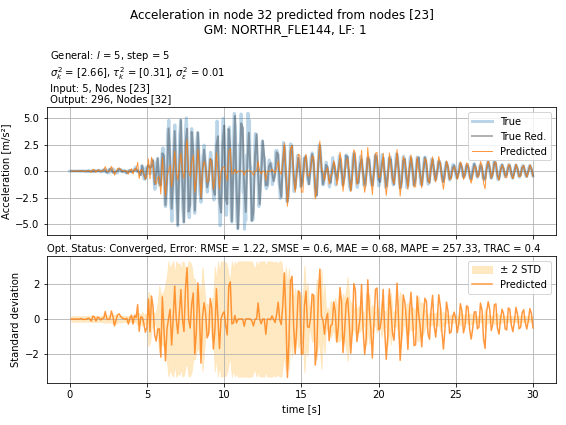 Acceleration in node 32 predicted from nodes [23]
GM: NORTHR_FLE144, LF: 1
General: l = 5, step = 5
σ²ₖ = [2.66], τ²ₖ = [0.31], σ²ε = 0.01
Input: 5, Nodes [23]
Output: 296, Nodes [32]
Acceleration [m/s²]
5.0
2.5
0.0
−2.5
−5.0
True
True Red.
Predicted
Opt. Status: Converged, Error: RMSE = 1.22, SMSE = 0.6, MAE = 0.68, MAPE = 257.33, TRAC = 0.4
Standard deviation
2
0
−2
± 2 STD
Predicted
0 5 10 15 20 25 30
time [s]